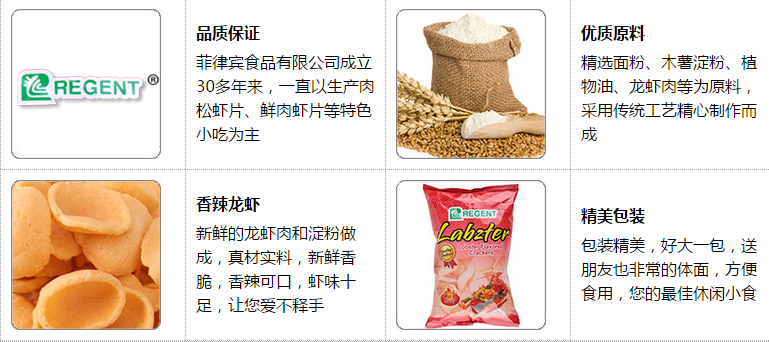 REGENT®
品质保证
菲律宾食品有限公司成立
30多年来，一直以生产肉
松虾片、鲜肉虾片等特色
小吃为主
优质原料
精选面粉、木薯淀粉、植
物油、龙虾肉等为原料，
采用传统工艺精心制作而
成
香辣龙虾
新鲜的龙虾肉和淀粉做
成，真材实料，新鲜香
脆，香辣可口，虾味十
足，让您爱不释手
REGENT
Labzter
Lobster Flavored
Crackers
精美包装
包装精美，好大一包，送
朋友也非常的体面，方便
食用，您的最佳休闲小食